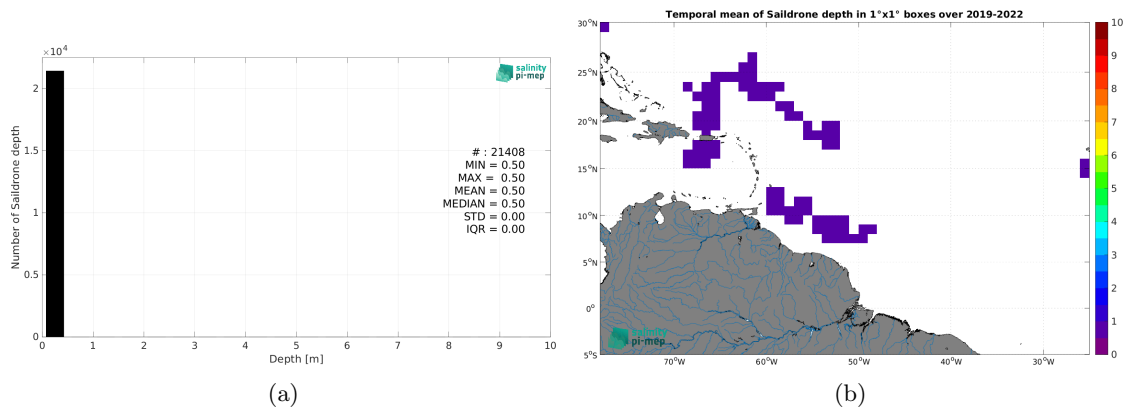 ×10⁴
2
1.5
1
0.5
0
Number of Saildrone depth
1 2 3 4 5 6 7 8 9 10
Depth [m]
salinity
pi-mep
# : 21408
MIN = 0.50
MAX = 0.50
MEAN = 0.50
MEDIAN = 0.50
STD = 0.00
IQR = 0.00
(a)
Temporal mean of Saildrone depth in 1°x1° boxes over 2019-2022
30°N
25°N
20°N
15°N
10°N
5°N
0°
5°S
70°W 60°W 50°W 40°W 30°W
salinity
pi-mep
10
9
8
7
6
5
4
3
2
1
0
(b)